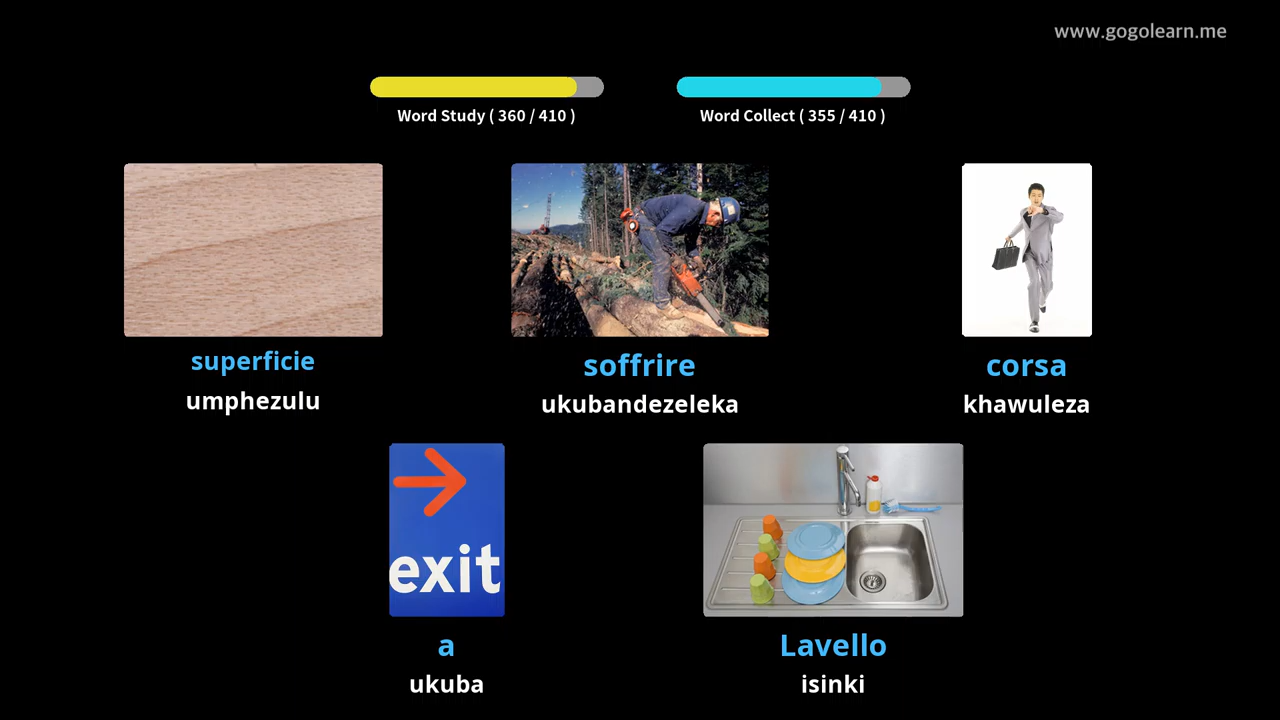 www.gogolearn.me
Word Study ( 360 / 410 )
Word Collect ( 355 / 410 )
superficie
umphezulu
soffrire
ukubandezeleka
corsa
khawuleza
exit
a
ukuba
Lavello
isinki